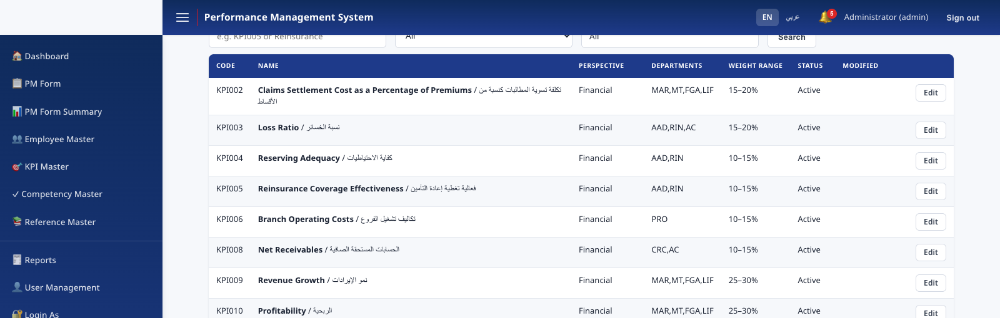 Performance Management System
EN
عربي
5
Administrator (admin)
Sign out
Dashboard
PM Form
PM Form Summary
Employee Master
KPI Master
Competency Master
Reference Master
Reports
User Management
Login As
e.g. KPI005 or Reinsurance
All
All
Search
CODE NAME PERSPECTIVE DEPARTMENTS WEIGHT RANGE STATUS MODIFIED
KPI002 Claims Settlement Cost as a Percentage of Premiums / تكلفة تسوية المطالبات كنسبة من Financial MAR,MT,FGA,LIF 15–20% Active Edit
الأقساط
KPI003 Loss Ratio / نسبة الخسائر Financial AAD,RIN,AC 15–20% Active Edit
KPI004 Reserving Adequacy / كفاية الاحتياطيات Financial AAD,RIN 10–15% Active Edit
KPI005 Reinsurance Coverage Effectiveness / فعالية تغطية إعادة التأمين Financial AAD,RIN 10–15% Active Edit
KPI006 Branch Operating Costs / تكاليف تشغيل الفروع Financial PRO 10–15% Active Edit
KPI008 Net Receivables / الحسابات المستحقة الصافية Financial CRC,AC 10–15% Active Edit
KPI009 Revenue Growth / نمو الإيرادات Financial MAR,MT,FGA,LIF 25–30% Active Edit
KPI010 Profitability / الربحية Financial MAR,MT,FGA,LIF 25–30% Active Edit